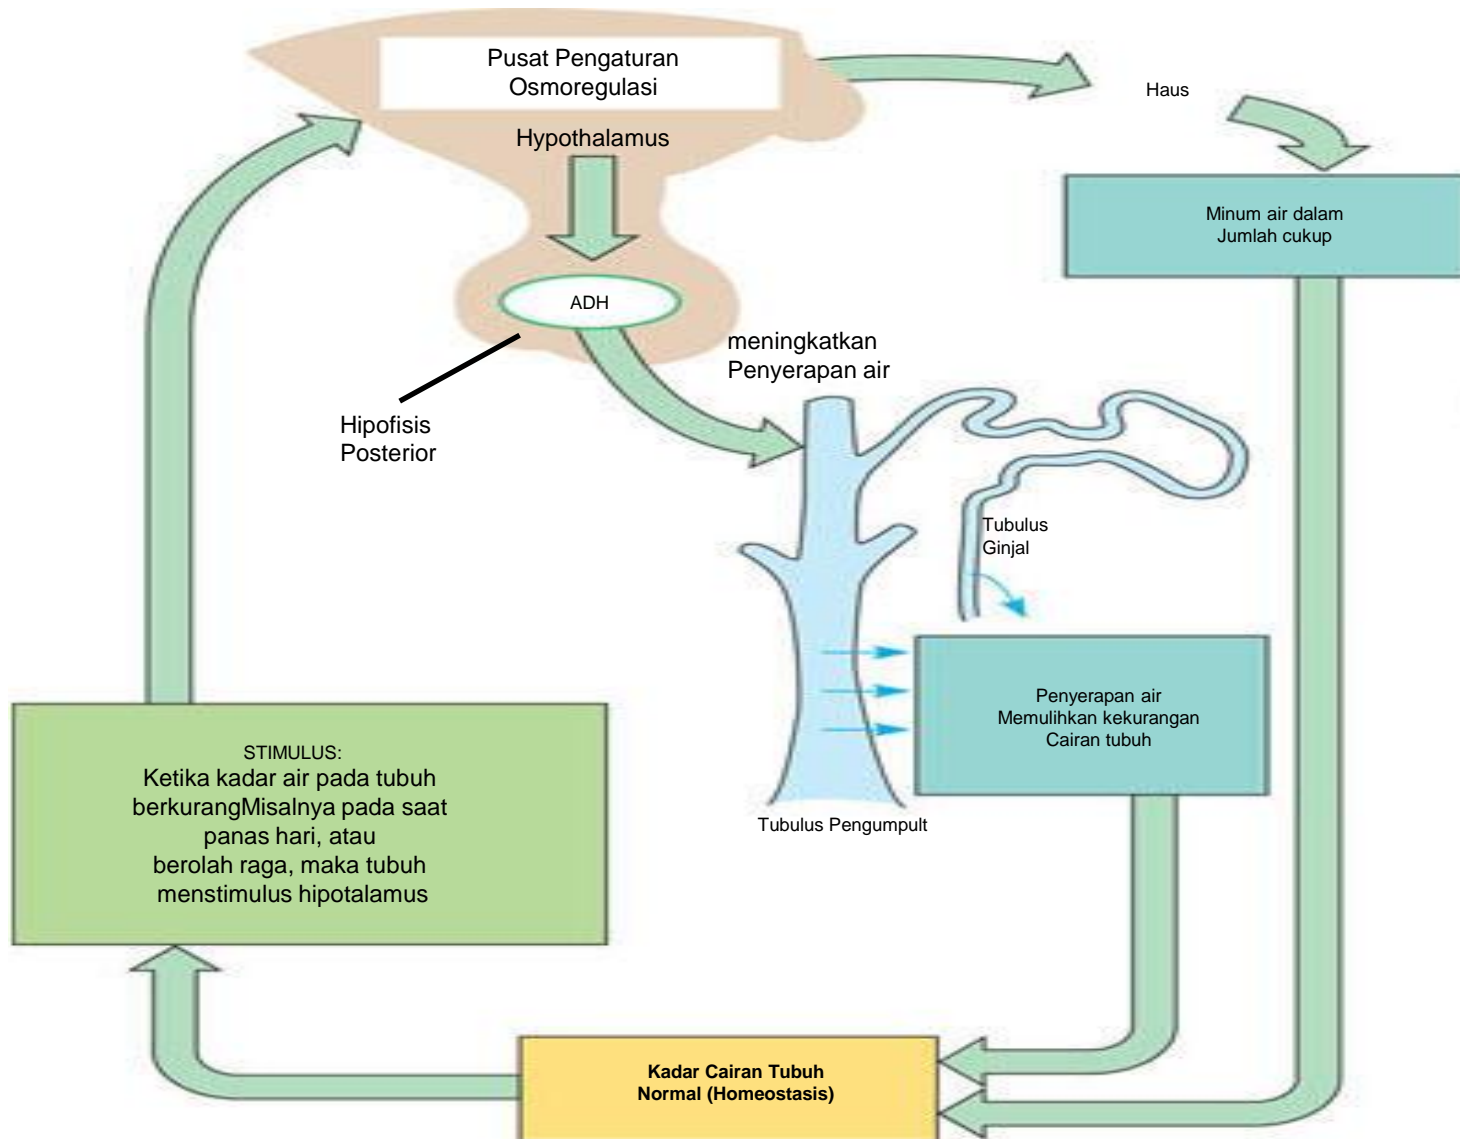 Pusat Pengaturan
Osmoregulasi
Hypothalamus
Haus
Minum air dalam
Jumlah cukup
ADH
meningkatkan
Penyerapan air
Hipofisis
Posterior
Tubulus
Ginjal
Penyerapan air
Memulihkan kekurangan
Cairan tubuh
Tubulus Pengumpult
STIMULUS:
Ketika kadar air pada tubuh
berkurangMisalnya pada saat
panas hari, atau
berolah raga, maka tubuh
menstimulus hipotalamus
Kadar Cairan Tubuh
Normal (Homeostasis)